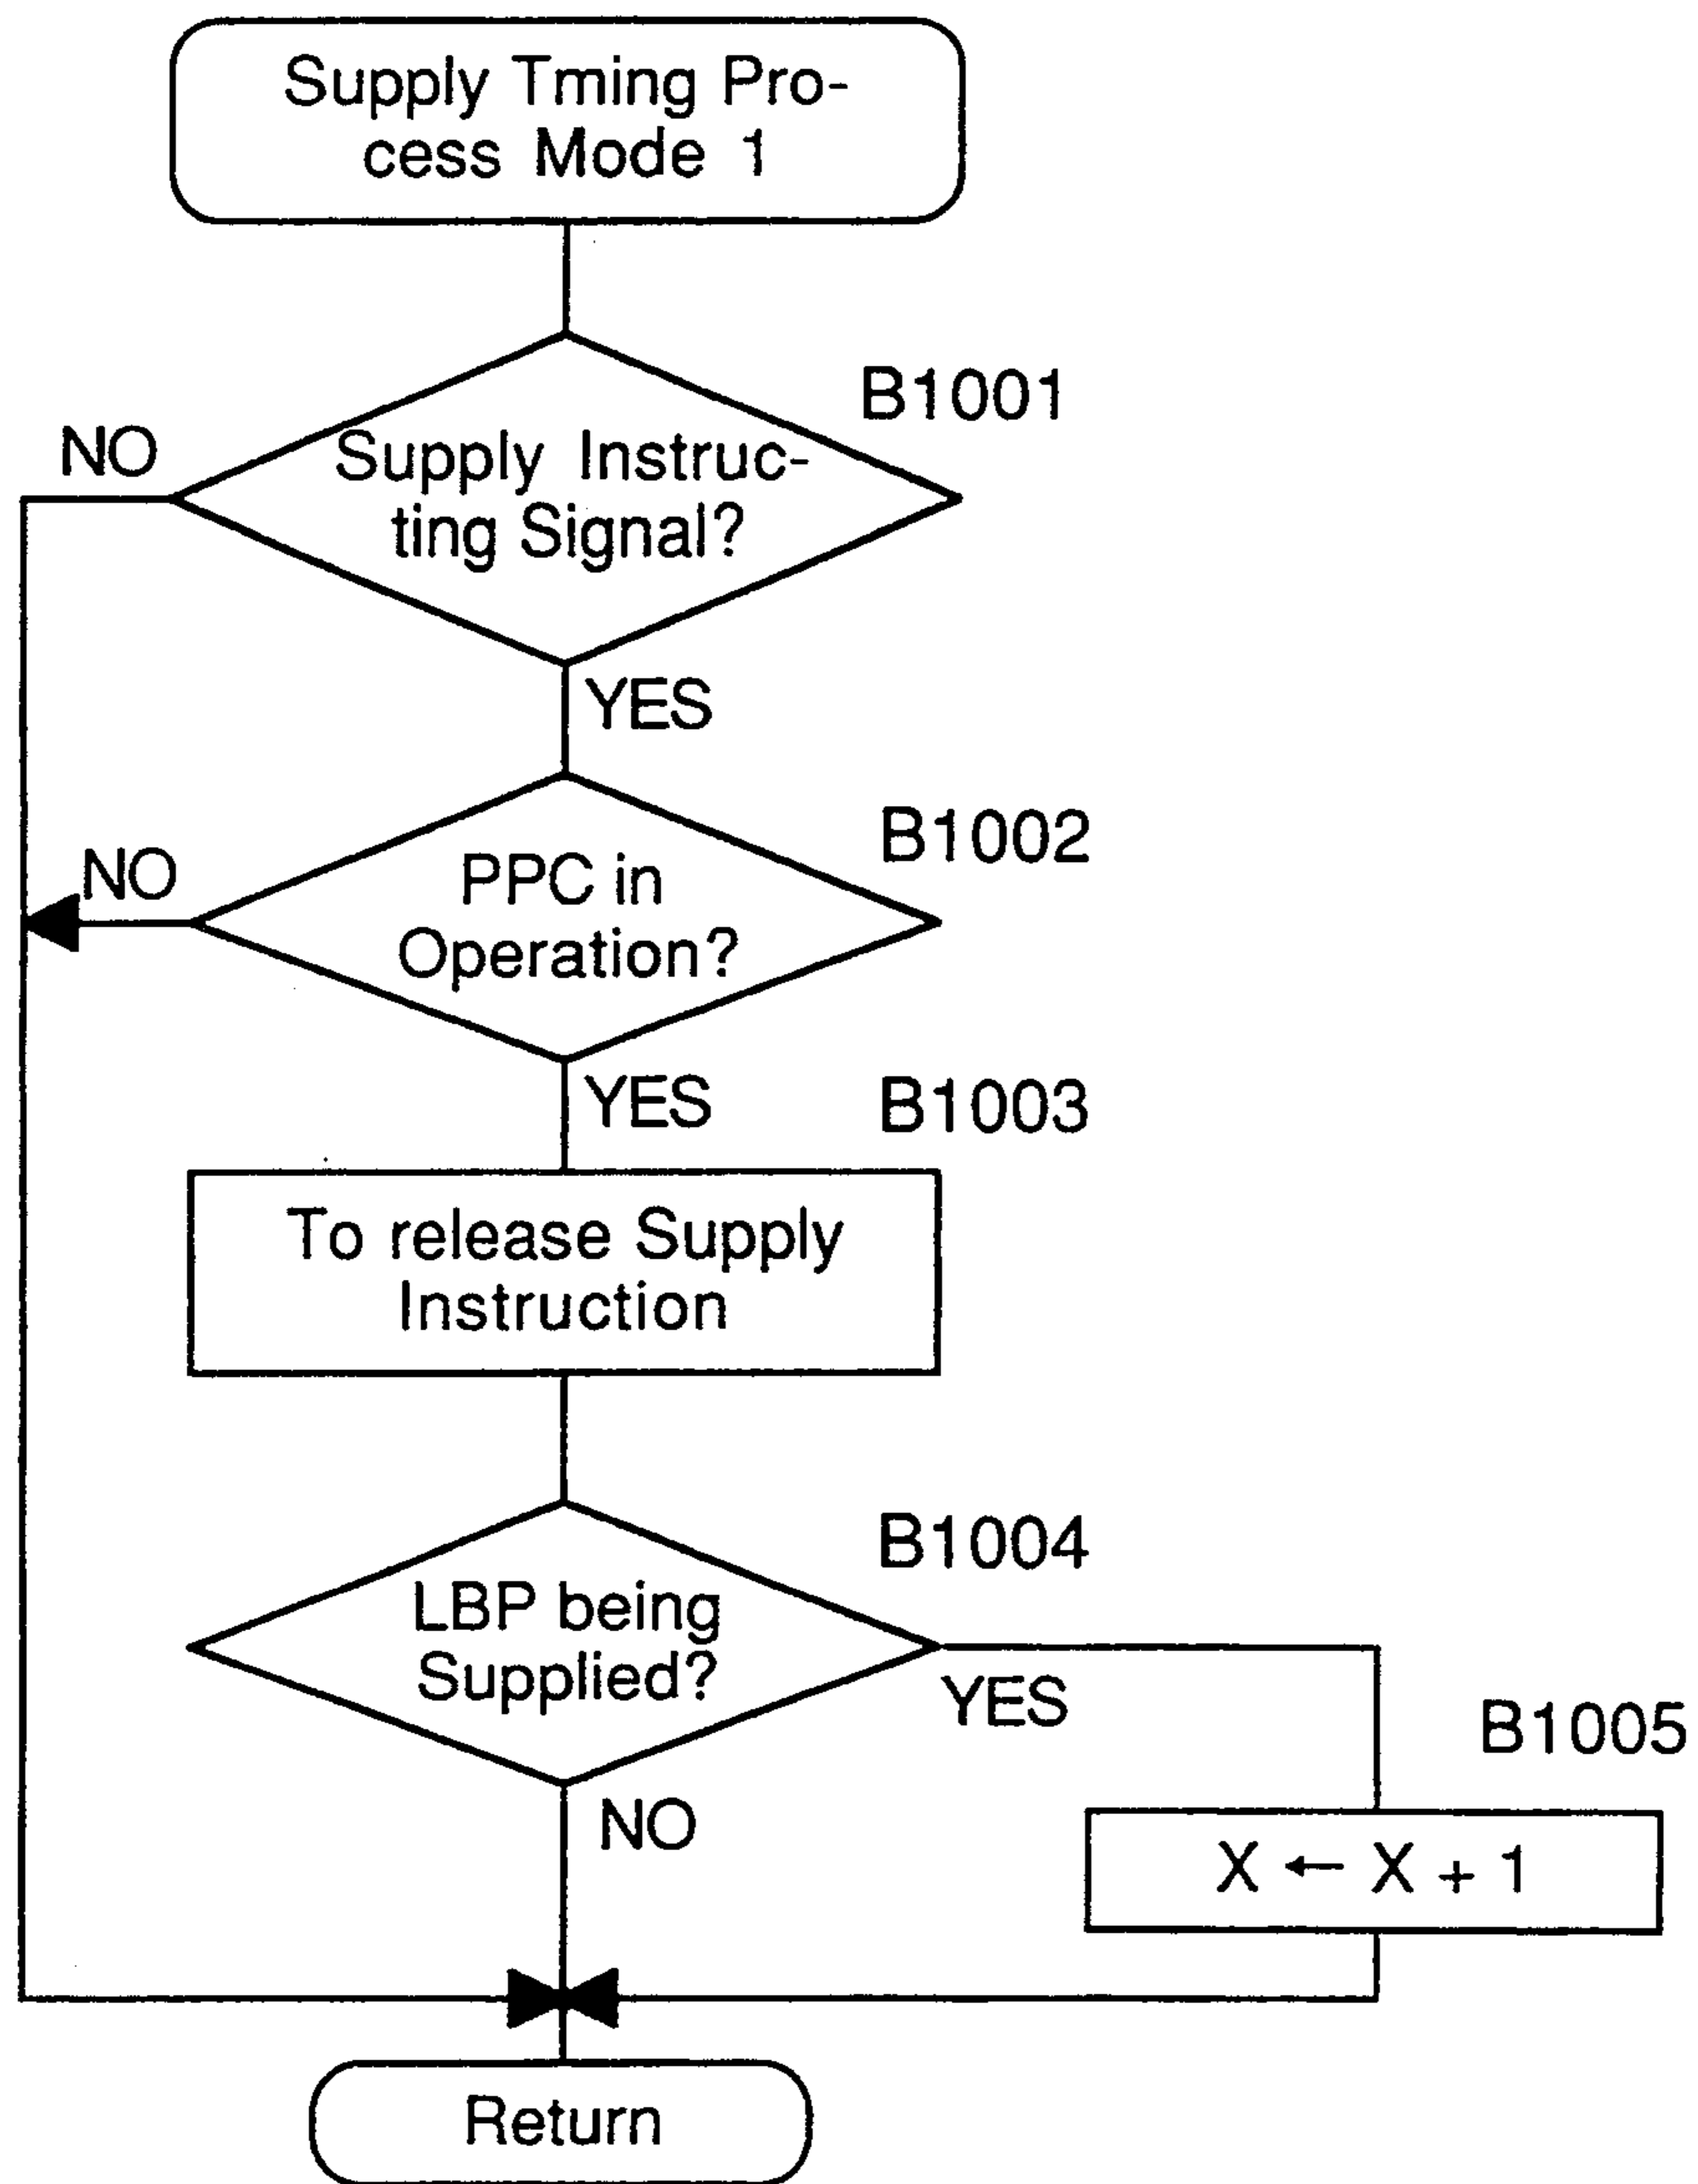 Supply Tming Pro-
cess Mode 1
B1001
NO
Supply Instruc-
ting Signal?
YES
B1002
NO
PPC in
Operation?
YES
B1003
To release Supply
Instruction
B1004
LBP being
Supplied?
YES
B1005
NO
X ← X + 1
Return